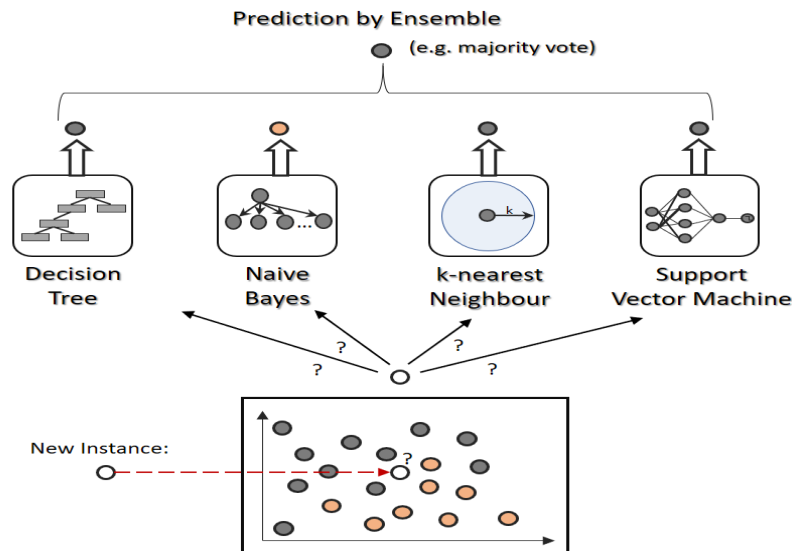 Prediction by Ensemble
(e.g. majority vote)
...
k
Decision
Tree
Naive
Bayes
k-nearest
Neighbour
Support
Vector Machine
?
?
?
?
New Instance:
?